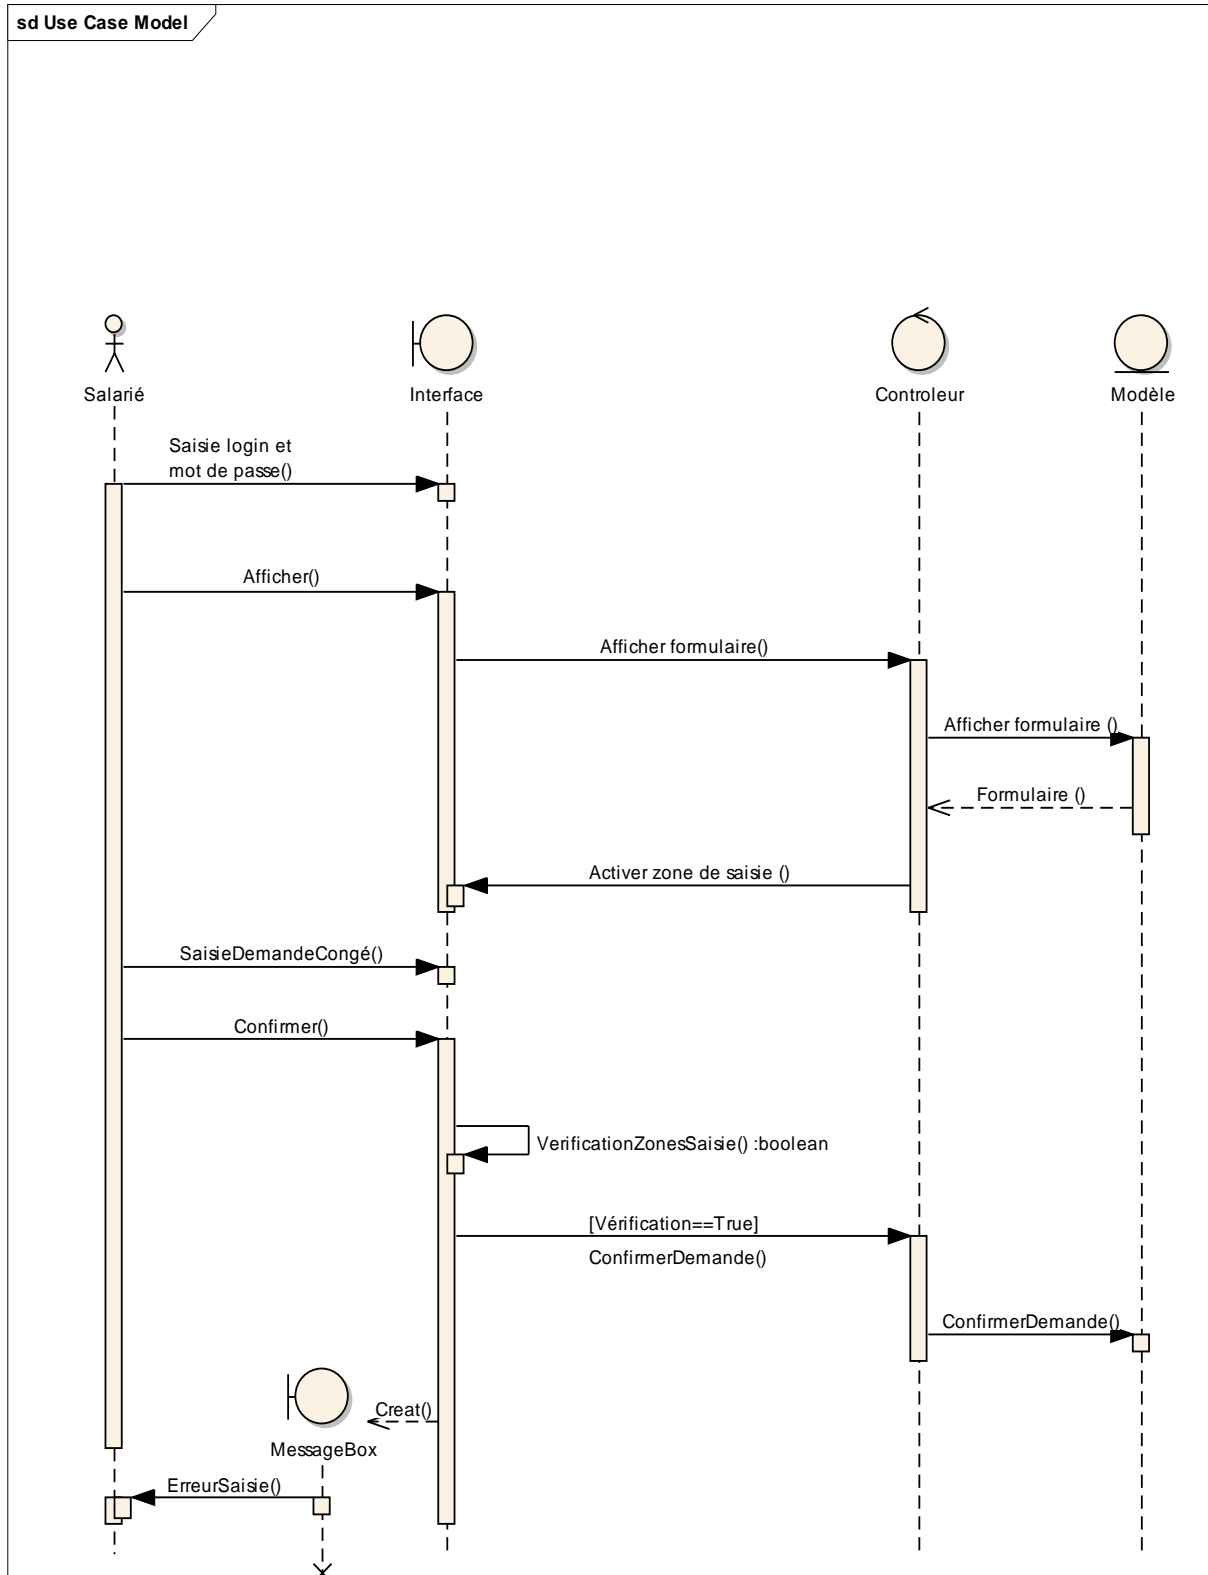 sd Use Case Model
Salarié
Interface
Controleur
Modèle
Saisie login et
mot de passe()
Afficher()
Afficher formulaire()
Afficher formulaire ()
Formulaire ()
Activer zone de saisie ()
SaisieDemandeCongé()
Confirmer()
VerificationZonesSaisie() :boolean
[Vérification==True]
ConfirmerDemande()
ConfirmerDemande()
Creat()
MessageBox
ErreurSaisie()